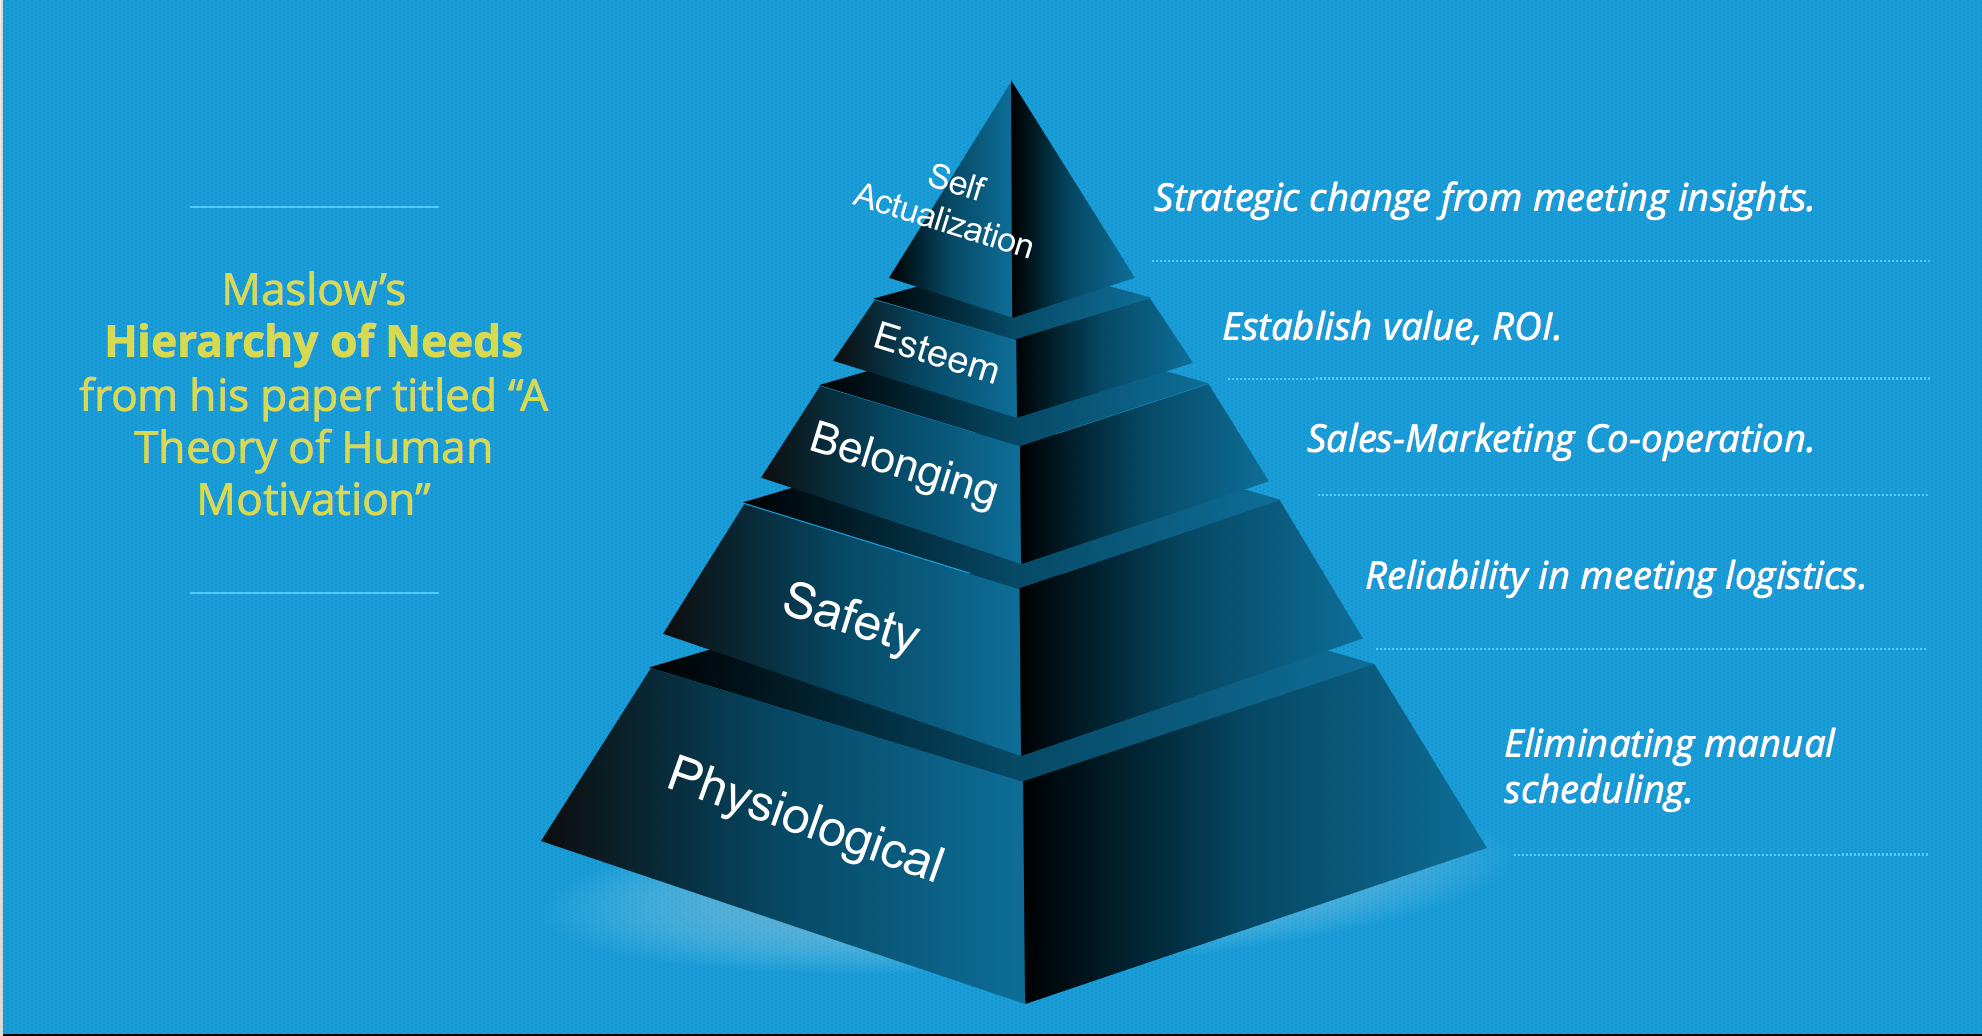 Maslow’s
Hierarchy of Needs
from his paper titled “A
Theory of Human
Motivation”
Self
Actualization
Strategic change from meeting insights.
Esteem
Establish value, ROI.
Belonging
Sales-Marketing Co-operation.
Safety
Reliability in meeting logistics.
Physiological
Eliminating manual
scheduling.